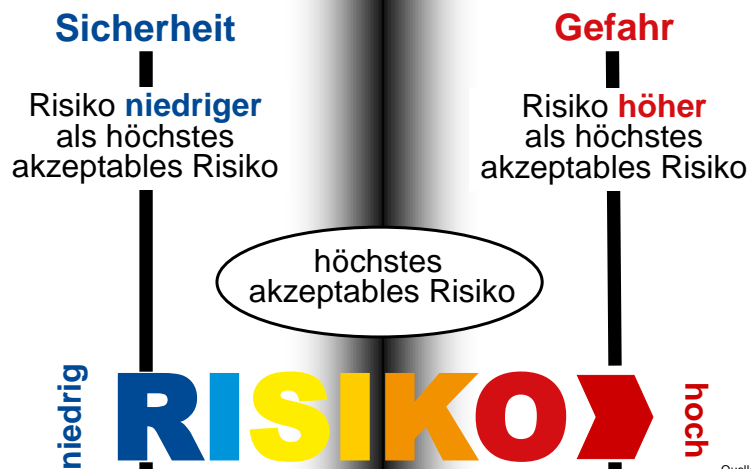 Sicherheit
Gefahr
Risiko niedriger
als höchstes
akzeptables Risiko
Risiko höher
als höchstes
akzeptables Risiko
höchstes
akzeptables Risiko
niedrig
RISIKO
hoch